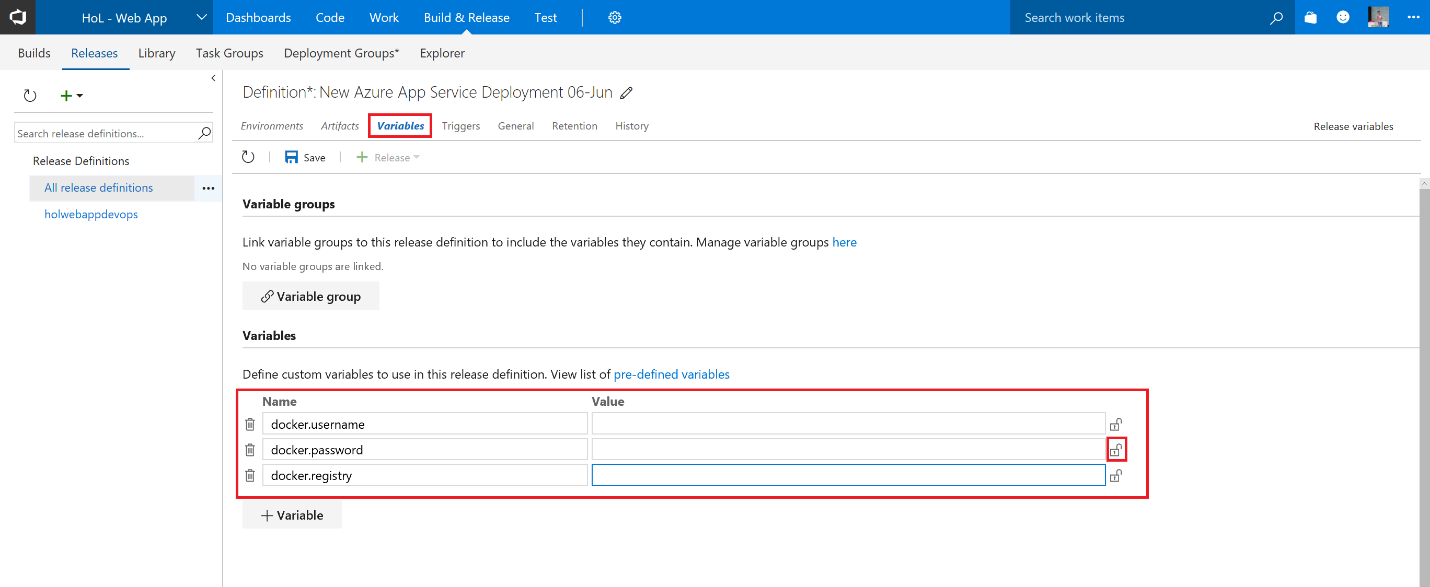 HoL - Web App Dashboards Code Work Build & Release Test Search work items
Builds Releases Library Task Groups Deployment Groups* Explorer
Definition*: New Azure App Service Deployment 06-Jun
Environments Artifacts Variables Triggers General Retention History Release variables
Search release definitions...
Save Release
Release Definitions
All release definitions
holwebappdevops
Variable groups
Link variable groups to this release definition to include the variables they contain. Manage variable groups here
No variable groups are linked.
Variable group
Variables
Define custom variables to use in this release definition. View list of pre-defined variables
Name Value
docker.username
docker.password
docker.registry
Variable